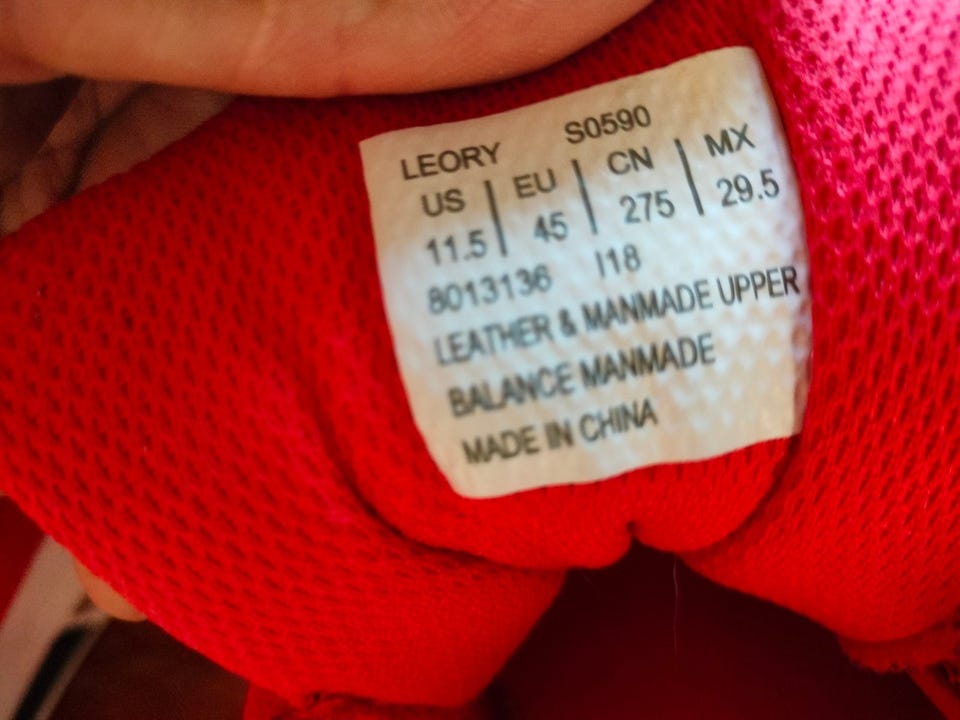 LEORY S0590
US | EU | CN | MX
11.5 | 45 | 275 | 29.5
8013136 I18
LEATHER & MANMADE UPPER
BALANCE MANMADE
MADE IN CHINA